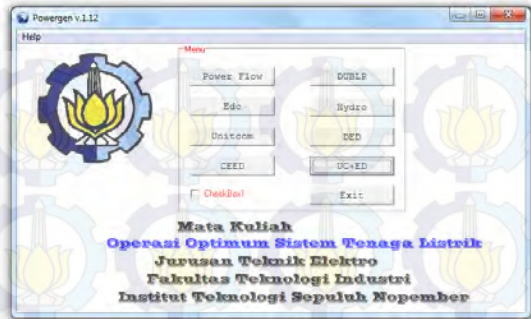 Powergen v.1.12
Help
Menu
Power Flow
DUBLP
Edc
Hydro
Unitcom
DED
CEED
UC+ED
CheckBox1
Exit
Mata Kuliah
Operasi Optimum Sistem Tenaga Listrik
Jurusan Teknik Elektro
Fakultas Teknologi Industri
Institut Teknologi Sepuluh Nopember